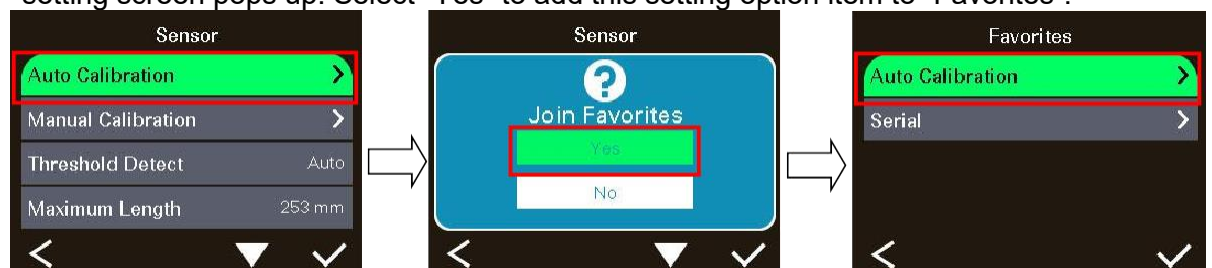 setting screen pops up. Select "Yes" to add this setting option item to "Favorites".
Sensor
Auto Calibration
Manual Calibration
Threshold Detect Auto
Maximum Length 253 mm
Sensor
?
Join Favorites
Yes
No
Favorites
Auto Calibration
Serial